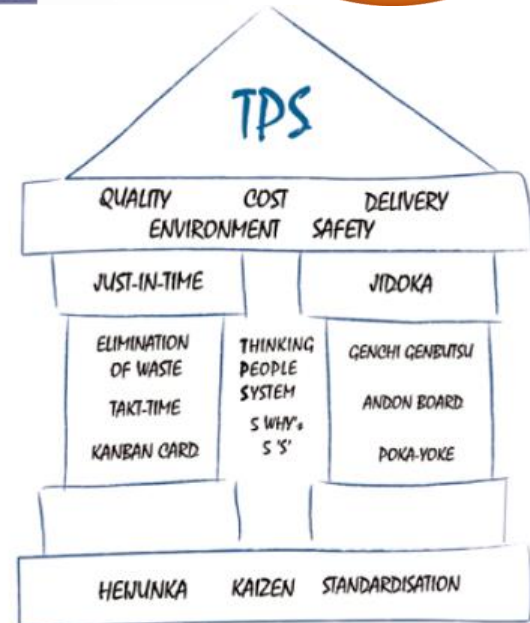 TPS
QUALITY COST DELIVERY
ENVIRONMENT SAFETY
JUST-IN-TIME
JIDOKA
ELIMINATION
OF WASTE
TAKT-TIME
KANBAN CARD
THINKING
PEOPLE
SYSTEM
5 WHY's
5 'S'
GENCHI GENBUTSU
ANDON BOARD
POKA-YOKE
HEIJUNKA KAIZEN STANDARDISATION